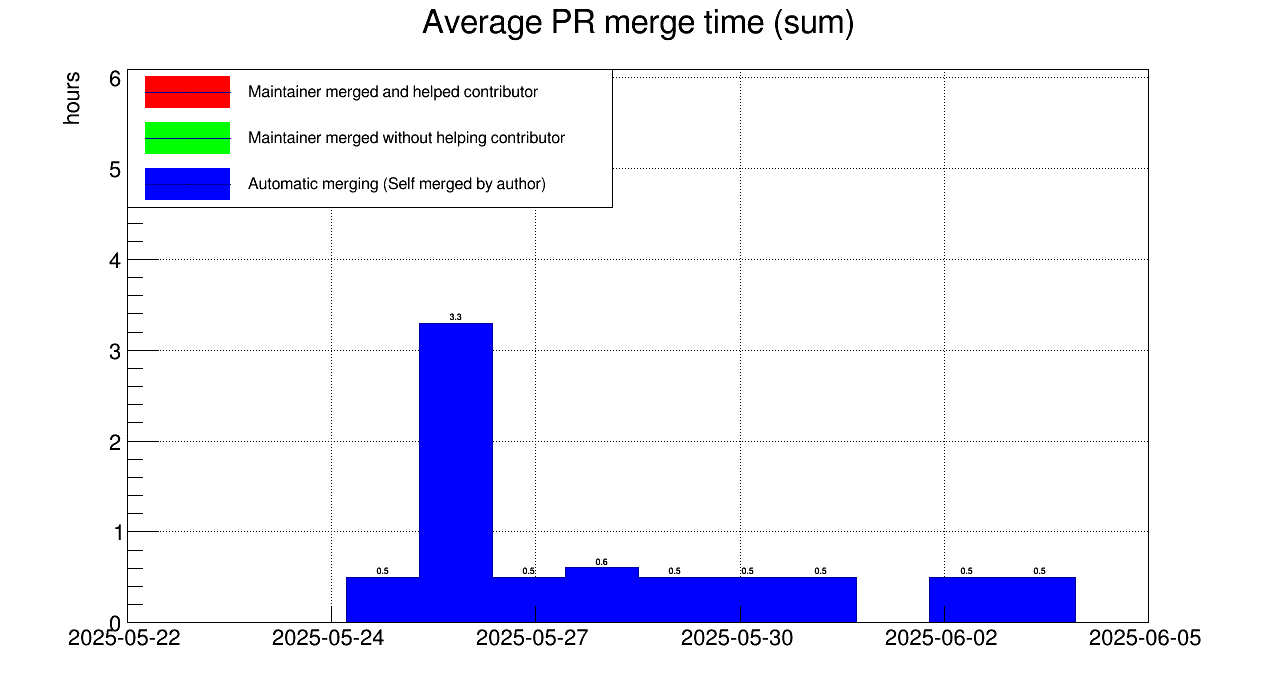 Average PR merge time (sum)
hours
6
5
4
3
2
1
0
Maintainer merged and helped contributor
Maintainer merged without helping contributor
Automatic merging (Self merged by author)
0.5
3.3
0.5
0.6
0.5
0.5
0.5
0.5
0.5
2025-05-22 2025-05-24 2025-05-27 2025-05-30 2025-06-02 2025-06-05